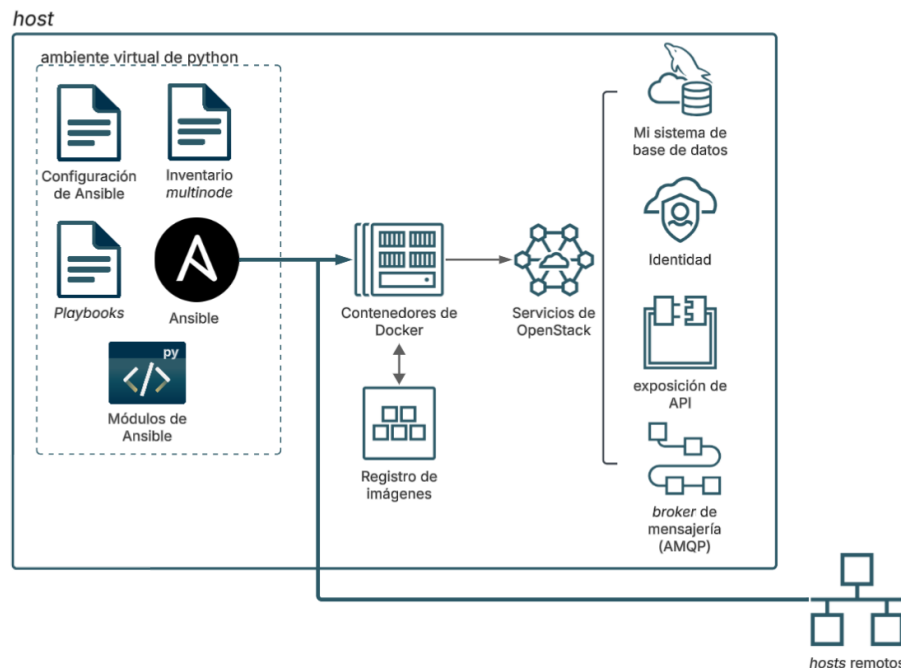 host
ambiente virtual de python
Configuración
de Ansible
Inventario
multinode
Playbooks
Ansible
py
</>
Módulos de
Ansible
Contenedores de
Docker
Registro de
imágenes
Servicios de
OpenStack
Mi sistema de
base de datos
Identidad
exposición de
API
broker de
mensajería
(AMQP)
hosts remotos